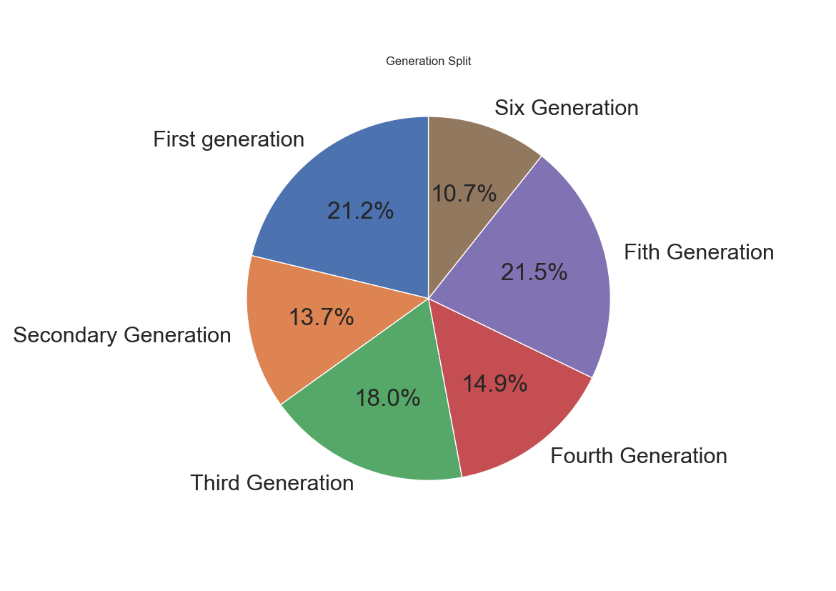 Generation Split
Six Generation
First generation
10.7%
21.2%
Fith Generation
21.5%
13.7%
Secondary Generation
14.9%
18.0%
Fourth Generation
Third Generation